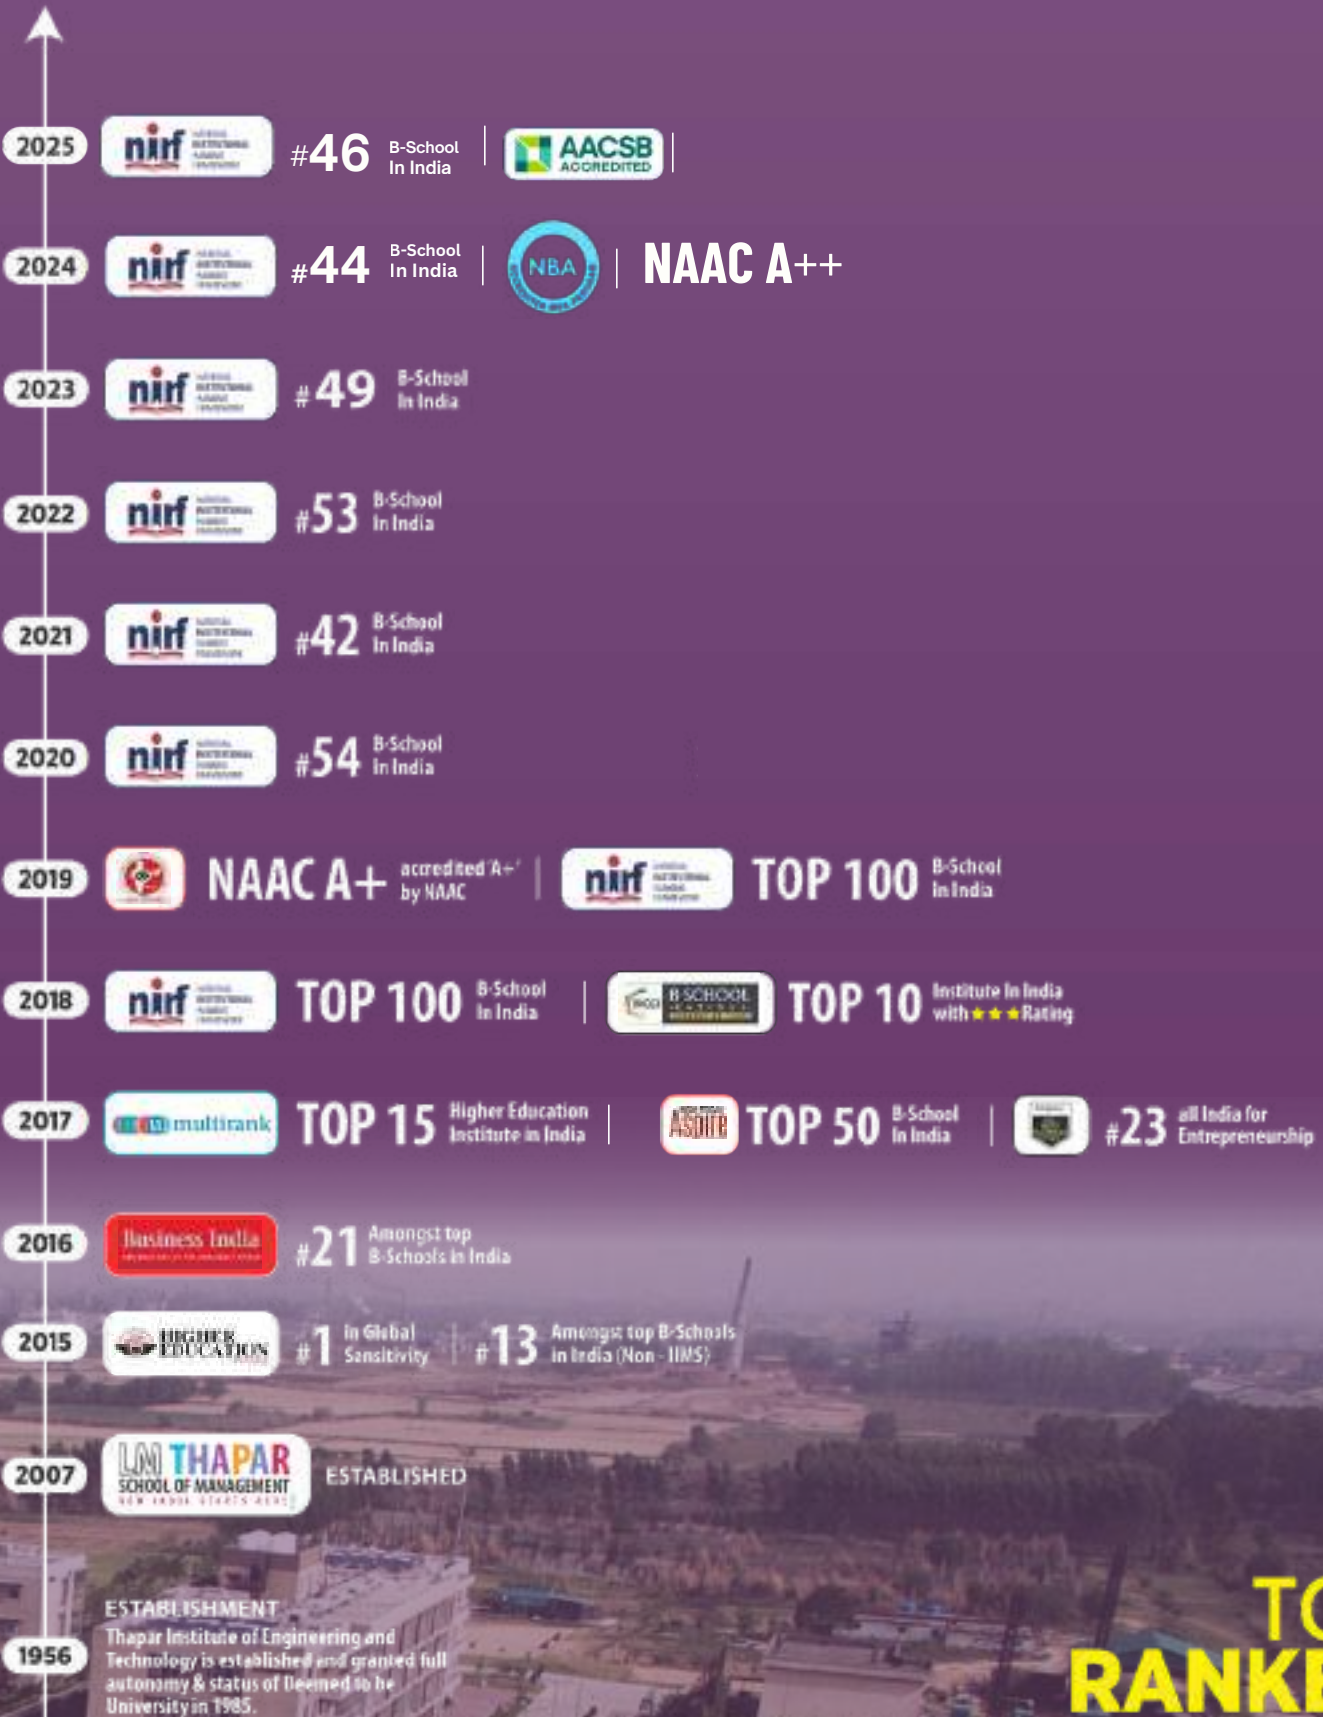 2025
nirf
#46 B-School
In India
AACSB
ACCREDITED
2024
nirf
#44 B-School
In India
NBA
NAAC A++
2023
nirf
#49 B-School
In India
2022
nirf
#53 B-School
In India
2021
nirf
#42 B-School
In India
2020
nirf
#54 B-School
In India
2019
NAAC A+ accredited 'A+'
by NAAC
nirf
TOP 100 B-School
in India
2018
nirf
TOP 100 B-School
in India
B-SCHOOL
TOP 10 Institute In India
with ★★★Rating
2017
multirank
TOP 15 Higher Education
Institute in India
ASPIRE
TOP 50 B-School
in India
#23 all India for
Entrepreneurship
2016
Business India
#21 Amongst top
B-Schools in India
2015
HIGHER
EDUCATION
#1 in Global
Sensitivity
#13 Amongst top B-Schools
in India (Non - IIMS)
2007
LM THAPAR
SCHOOL OF MANAGEMENT
ESTABLISHED
1956
ESTABLISHMENT
Thapar Institute of Engineering and
Technology is established and granted full
autonomy & status of Deemed to be
University in 1985.
TO
RANKE